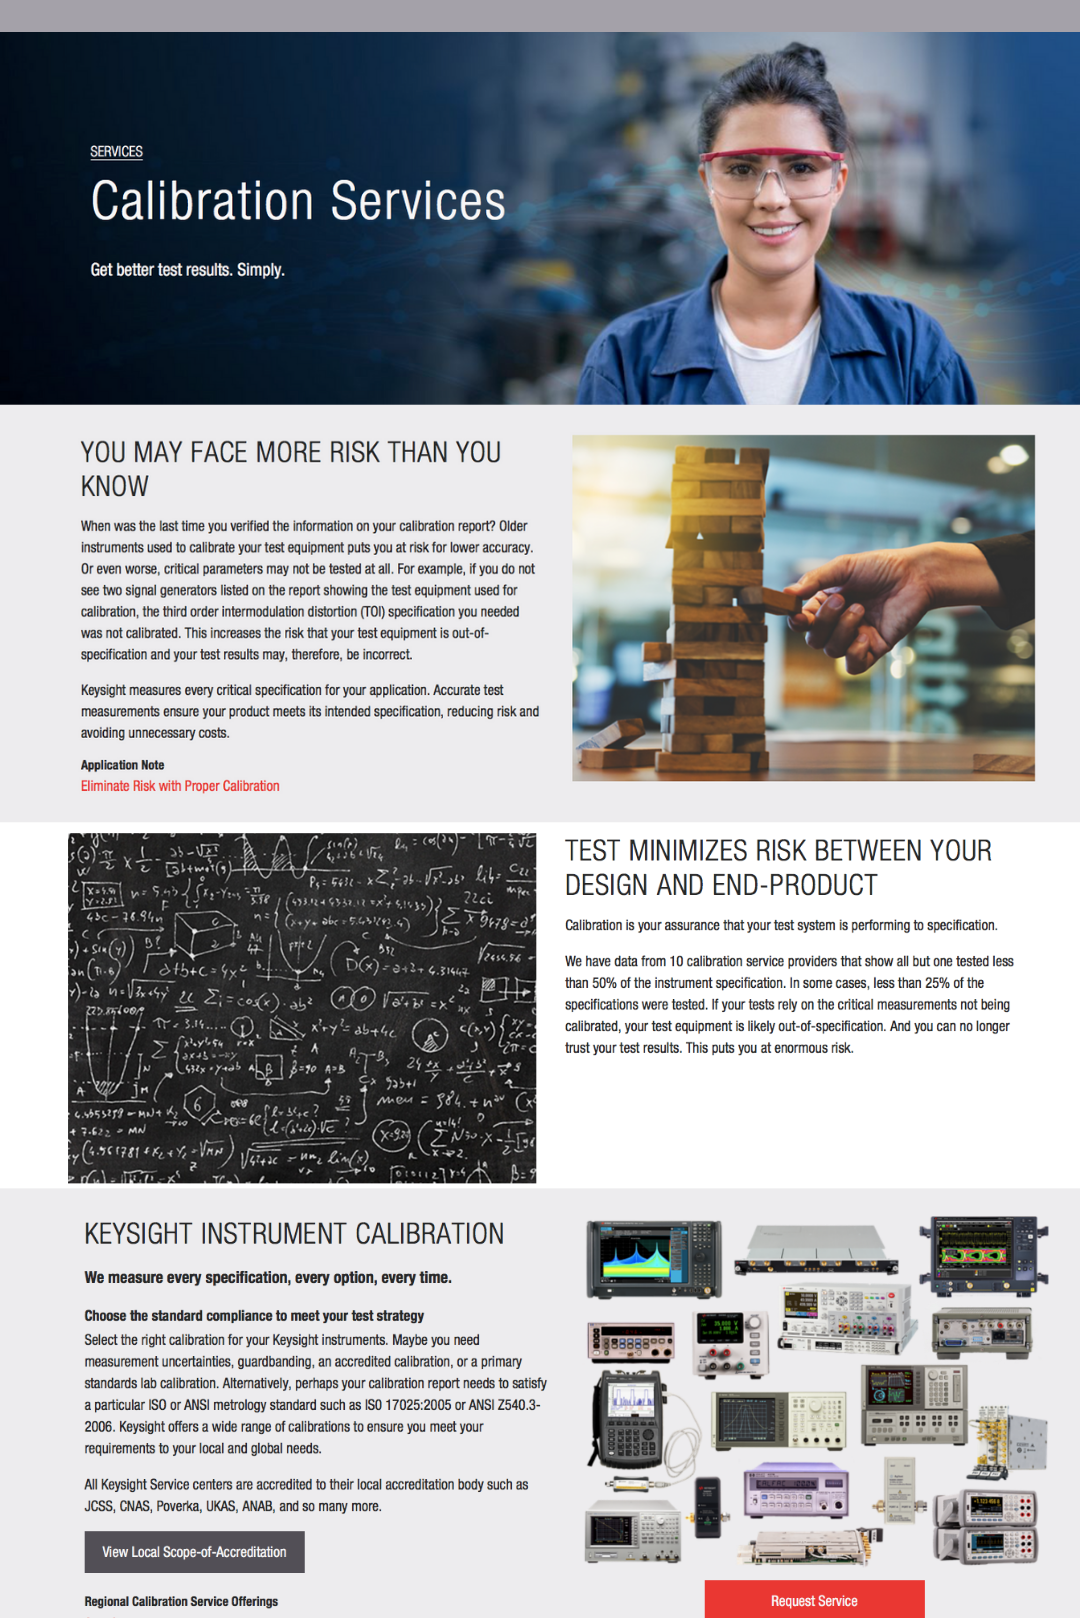 SERVICES
Calibration Services
Get better test results. Simply.
YOU MAY FACE MORE RISK THAN YOU
KNOW
When was the last time you verified the information on your calibration report? Older
instruments used to calibrate your test equipment puts you at risk for lower accuracy.
Or even worse, critical parameters may not be tested at all. For example, if you do not
see two signal generators listed on the report showing the test equipment used for
calibration, the third order intermodulation distortion (TOI) specification you needed
was not calibrated. This increases the risk that your test equipment is out-of-
specification and your test results may, therefore, be incorrect.
Keysight measures every critical specification for your application. Accurate test
measurements ensure your product meets its intended specification, reducing risk and
avoiding unnecessary costs.
Application Note
Eliminate Risk with Proper Calibration
TEST MINIMIZES RISK BETWEEN YOUR
DESIGN AND END-PRODUCT
Calibration is your assurance that your test system is performing to specification.
We have data from 10 calibration service providers that show all but one tested less
than 50% of the instrument specification. In some cases, less than 25% of the
specifications were tested. If your tests rely on the critical measurements not being
calibrated, your test equipment is likely out-of-specification. And you can no longer
trust your test results. This puts you at enormous risk.
KEYSIGHT INSTRUMENT CALIBRATION
We measure every specification, every option, every time.
Choose the standard compliance to meet your test strategy
Select the right calibration for your Keysight instruments. Maybe you need
measurement uncertainties, guardbanding, an accredited calibration, or a primary
standards lab calibration. Alternatively, perhaps your calibration report needs to satisfy
a particular ISO or ANSI metrology standard such as ISO 17025:2005 or ANSI Z540.3-
2006. Keysight offers a wide range of calibrations to ensure you meet your
requirements to your local and global needs.
All Keysight Service centers are accredited to their local accreditation body such as
JCSS, CNAS, Poverka, UKAS, ANAB, and so many more.
View Local Scope-of-Accreditation
Regional Calibration Service Offerings
Request Service